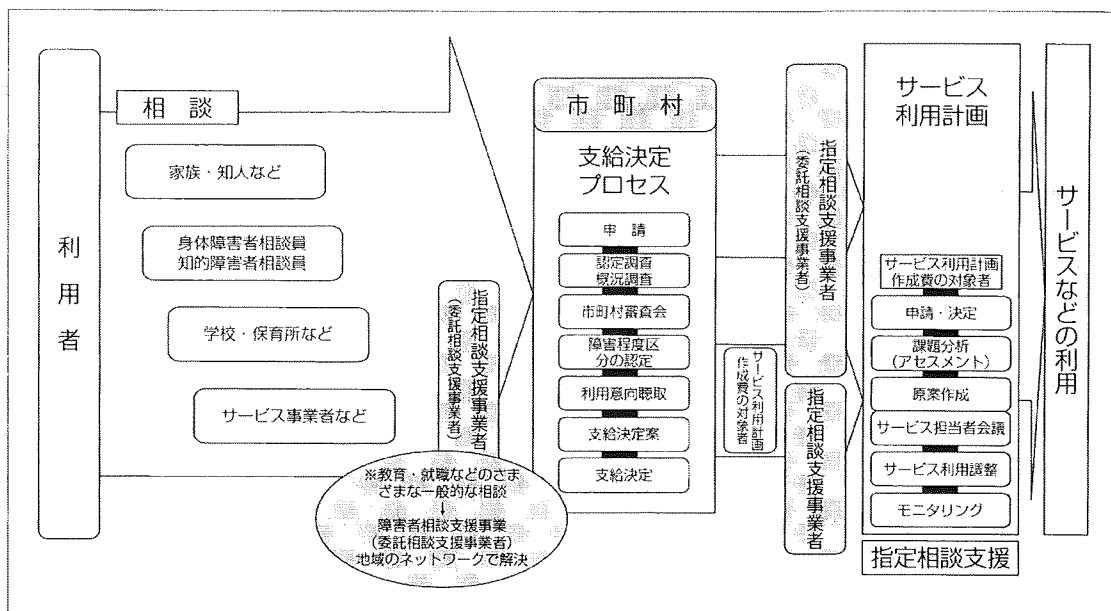 利用者
相談
家族・知人など
身体障害者相談員
知的障害者相談員
学校・保育所など
サービス事業者など
指定相談支援事業者
(委託相談支援事業者)
※教育・就職などのさま
ざまな一般的な相談
↓
障害者相談支援事業
(委託相談支援事業者)
地域のネットワークで解決
市町村
支給決定
プロセス
申請
認定調査
概況調査
市町村審査会
障害程度区
分の認定
利用意向聴取
支給決定案
支給決定
サービス利用計画
作成費の対象者
指定相談支援事業者
(委託相談支援事業者)
指定相談支援事業者
サービス
利用計画
サービス利用計画
作成費の対象者
申請・決定
課題分析
(アセスメント)
原案作成
サービス担当者会議
サービス利用調整
モニタリング
指定相談支援
サービスなどの利用